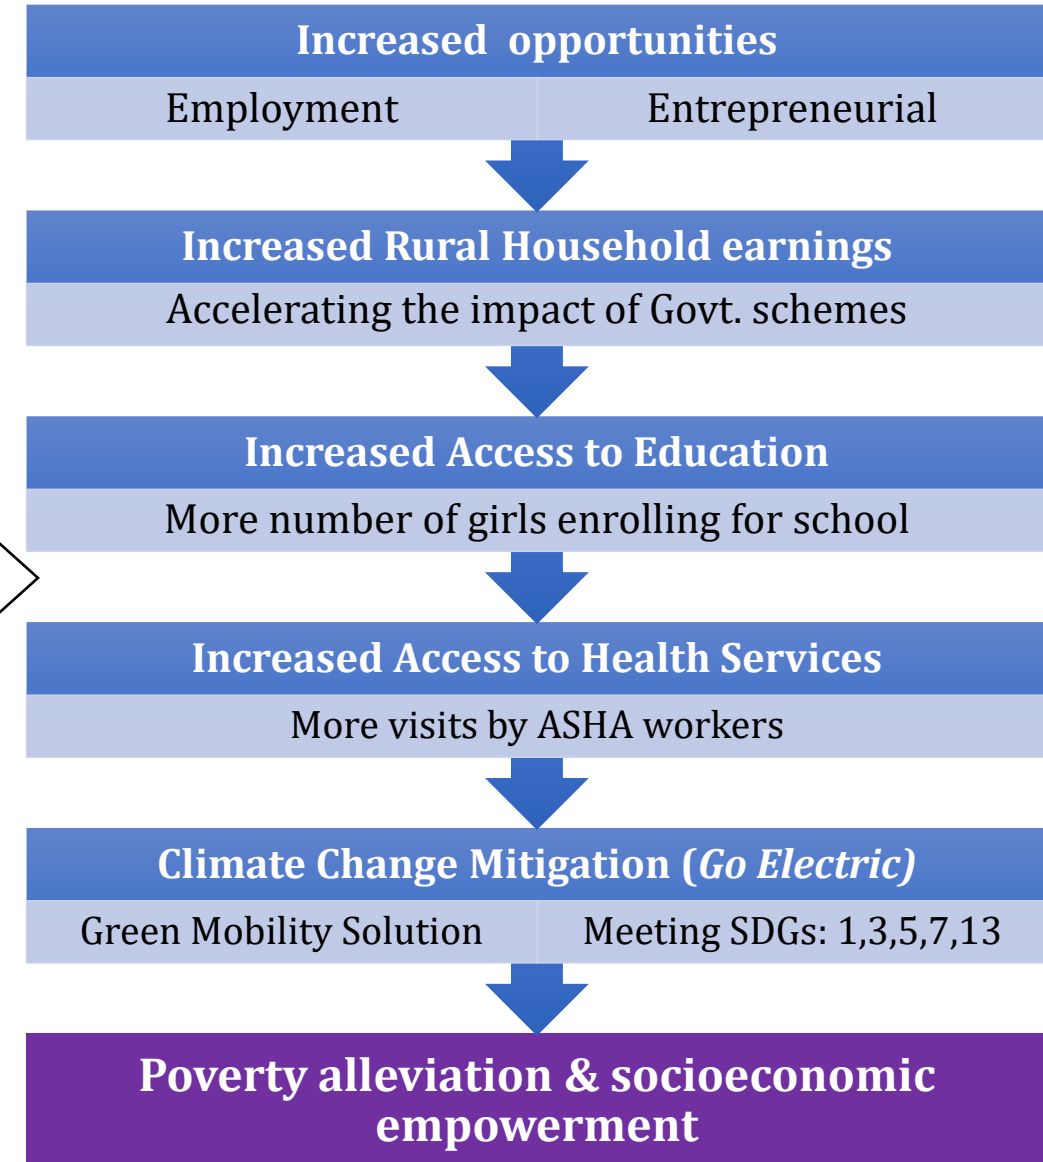 Increased opportunities
Employment Entrepreneurial
Increased Rural Household earnings
Accelerating the impact of Govt. schemes
Increased Access to Education
More number of girls enrolling for school
Increased Access to Health Services
More visits by ASHA workers
Climate Change Mitigation (Go Electric)
Green Mobility Solution Meeting SDGs: 1,3,5,7,13
Poverty alleviation & socioeconomic
empowerment